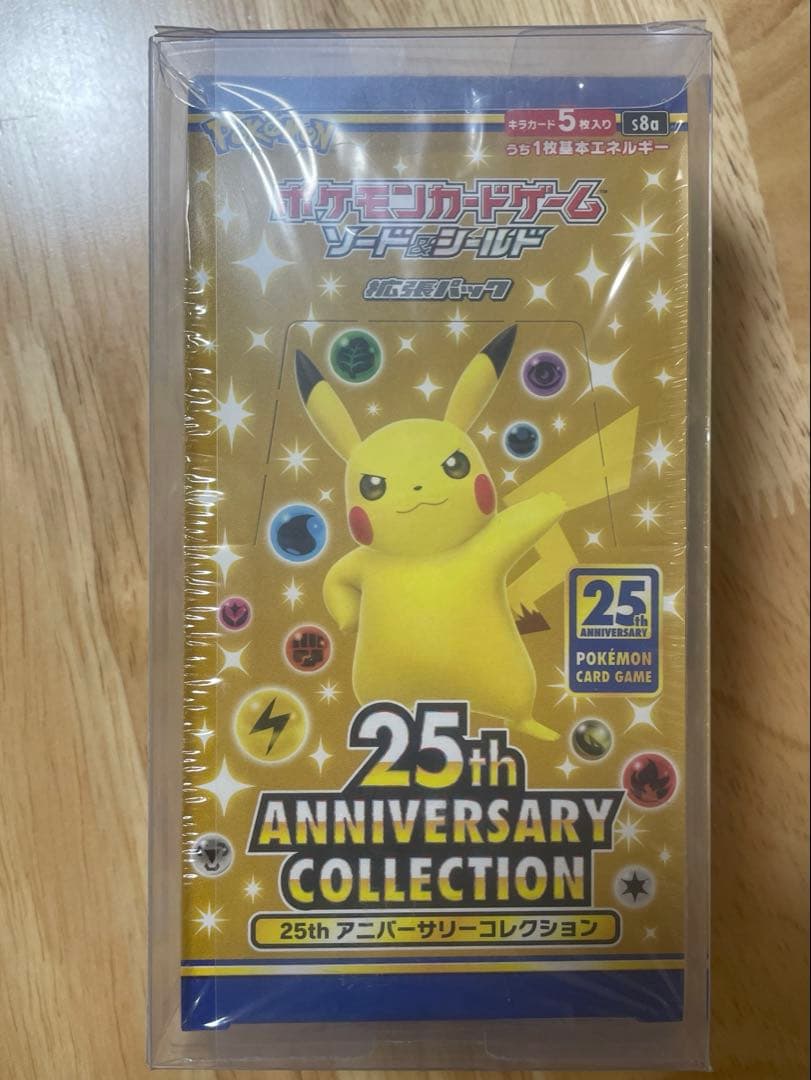 Pokémon
キラカード5枚入り s8a
うち1枚基本エネルギー
ポケモンカードゲーム
ソード&シールド
拡張パック
25th
ANNIVERSARY
POKÉMON
CARD GAME
25th
ANNIVERSARY
COLLECTION
25th アニバーサリーコレクション